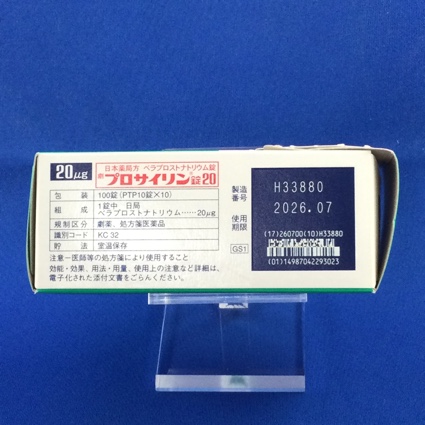 20μg
日本薬局方 ベラプロストナトリウム錠
劇 プロサイリン®錠20
包装 100錠(PTP10錠×10)
組成 1錠中 日局
ベラプロストナトリウム……20μg
規制区分 劇薬、処方箋医薬品
識別コード KC 32
貯法 室温保存
注意-医師等の処方箋により使用すること
効能・効果、用法・用量、使用上の注意など詳細は、
電子化された添付文書をごらんください。
製造番号 H33880
使用期限 2026.07
(17)260700(10)H33880
GS1
(01)14987042293023